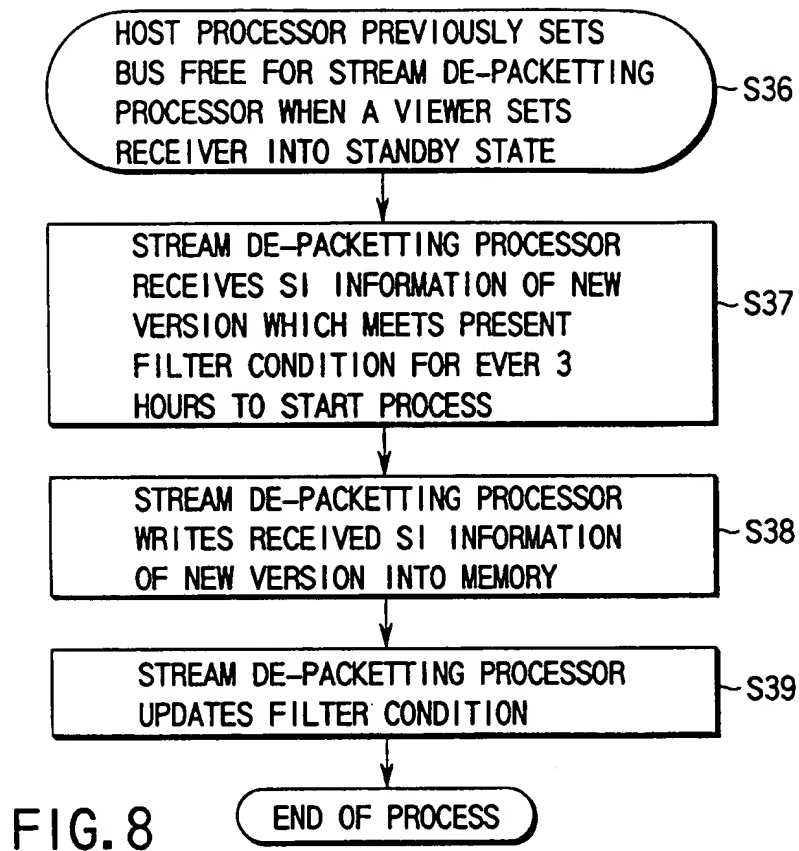 HOST PROCESSOR PREVIOUSLY SETS
BUS FREE FOR STREAM DE-PACKETTING
PROCESSOR WHEN A VIEWER SETS
RECEIVER INTO STANDBY STATE
S36
STREAM DE-PACKETTING PROCESSOR
RECEIVES SI INFORMATION OF NEW
VERSION WHICH MEETS PRESENT
FILTER CONDITION FOR EVER 3
HOURS TO START PROCESS
S37
STREAM DE-PACKETTING PROCESSOR
WRITES RECEIVED SI INFORMATION
OF NEW VERSION INTO MEMORY
S38
STREAM DE-PACKETTING PROCESSOR
UPDATES FILTER CONDITION
S39
END OF PROCESS
FIG. 8